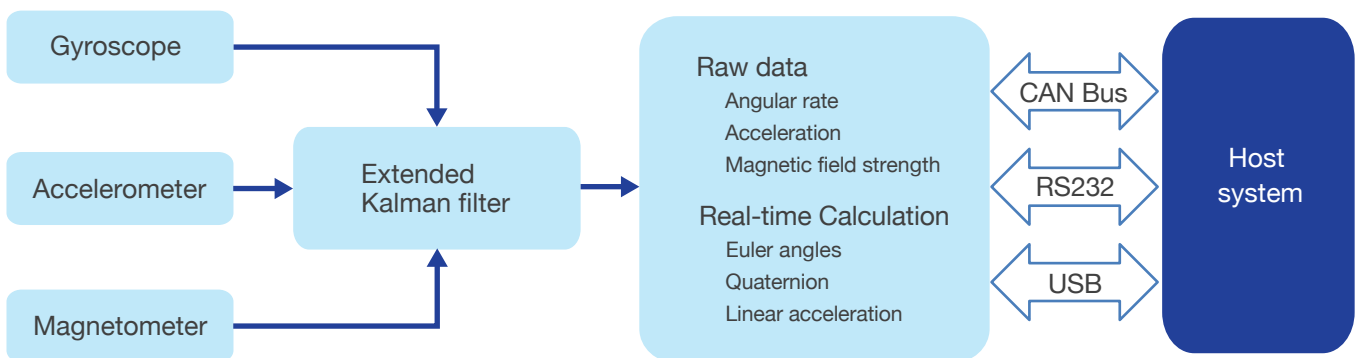 Gyroscope
Accelerometer
Magnetometer
Extended
Kalman filter
Raw data
Angular rate
Acceleration
Magnetic field strength
Real-time Calculation
Euler angles
Quaternion
Linear acceleration
CAN Bus
RS232
USB
Host
system